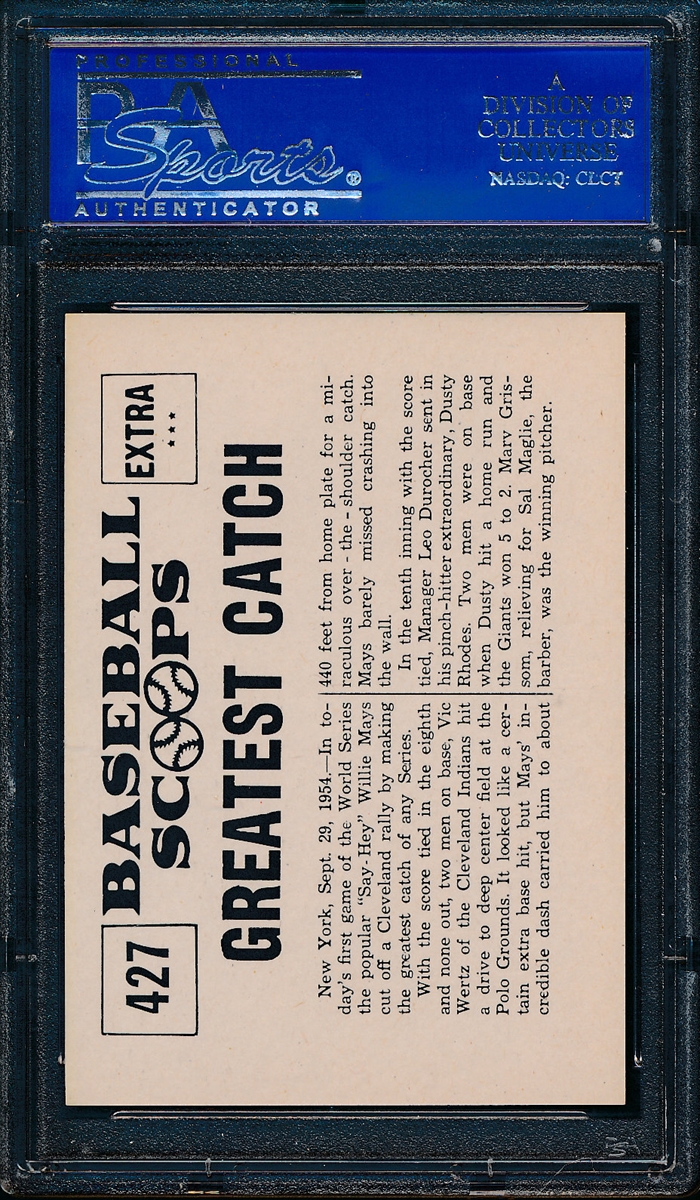 PROFESSIONAL
PSA
Sports®
AUTHENTICATOR
A
DIVISION OF
COLLECTORS
UNIVERSE
NASDAQ: CLCT
427
BASEBALL
SCOOPS
EXTRA
★★★
GREATEST CATCH
New York, Sept. 29, 1954.—In to-
day's first game of the World Series
the popular "Say-Hey" Willie Mays
cut off a Cleveland rally by making
the greatest catch of any Series.
With the score tied in the eighth
and none out, two men on base, Vic
Wertz of the Cleveland Indians hit
a drive to deep center field at the
Polo Grounds. It looked like a cer-
tain extra base hit, but Mays' in-
credible dash carried him to about
440 feet from home plate for a mi-
raculous over - the - shoulder catch.
Mays barely missed crashing into
the wall.
In the tenth inning with the score
tied, Manager Leo Durocher sent in
his pinch-hitter extraordinary, Dusty
Rhodes. Two men were on base
when Dusty hit a home run and
the Giants won 5 to 2. Marv Gris-
som, relieving for Sal Maglie, the
barber, was the winning pitcher.
PSA